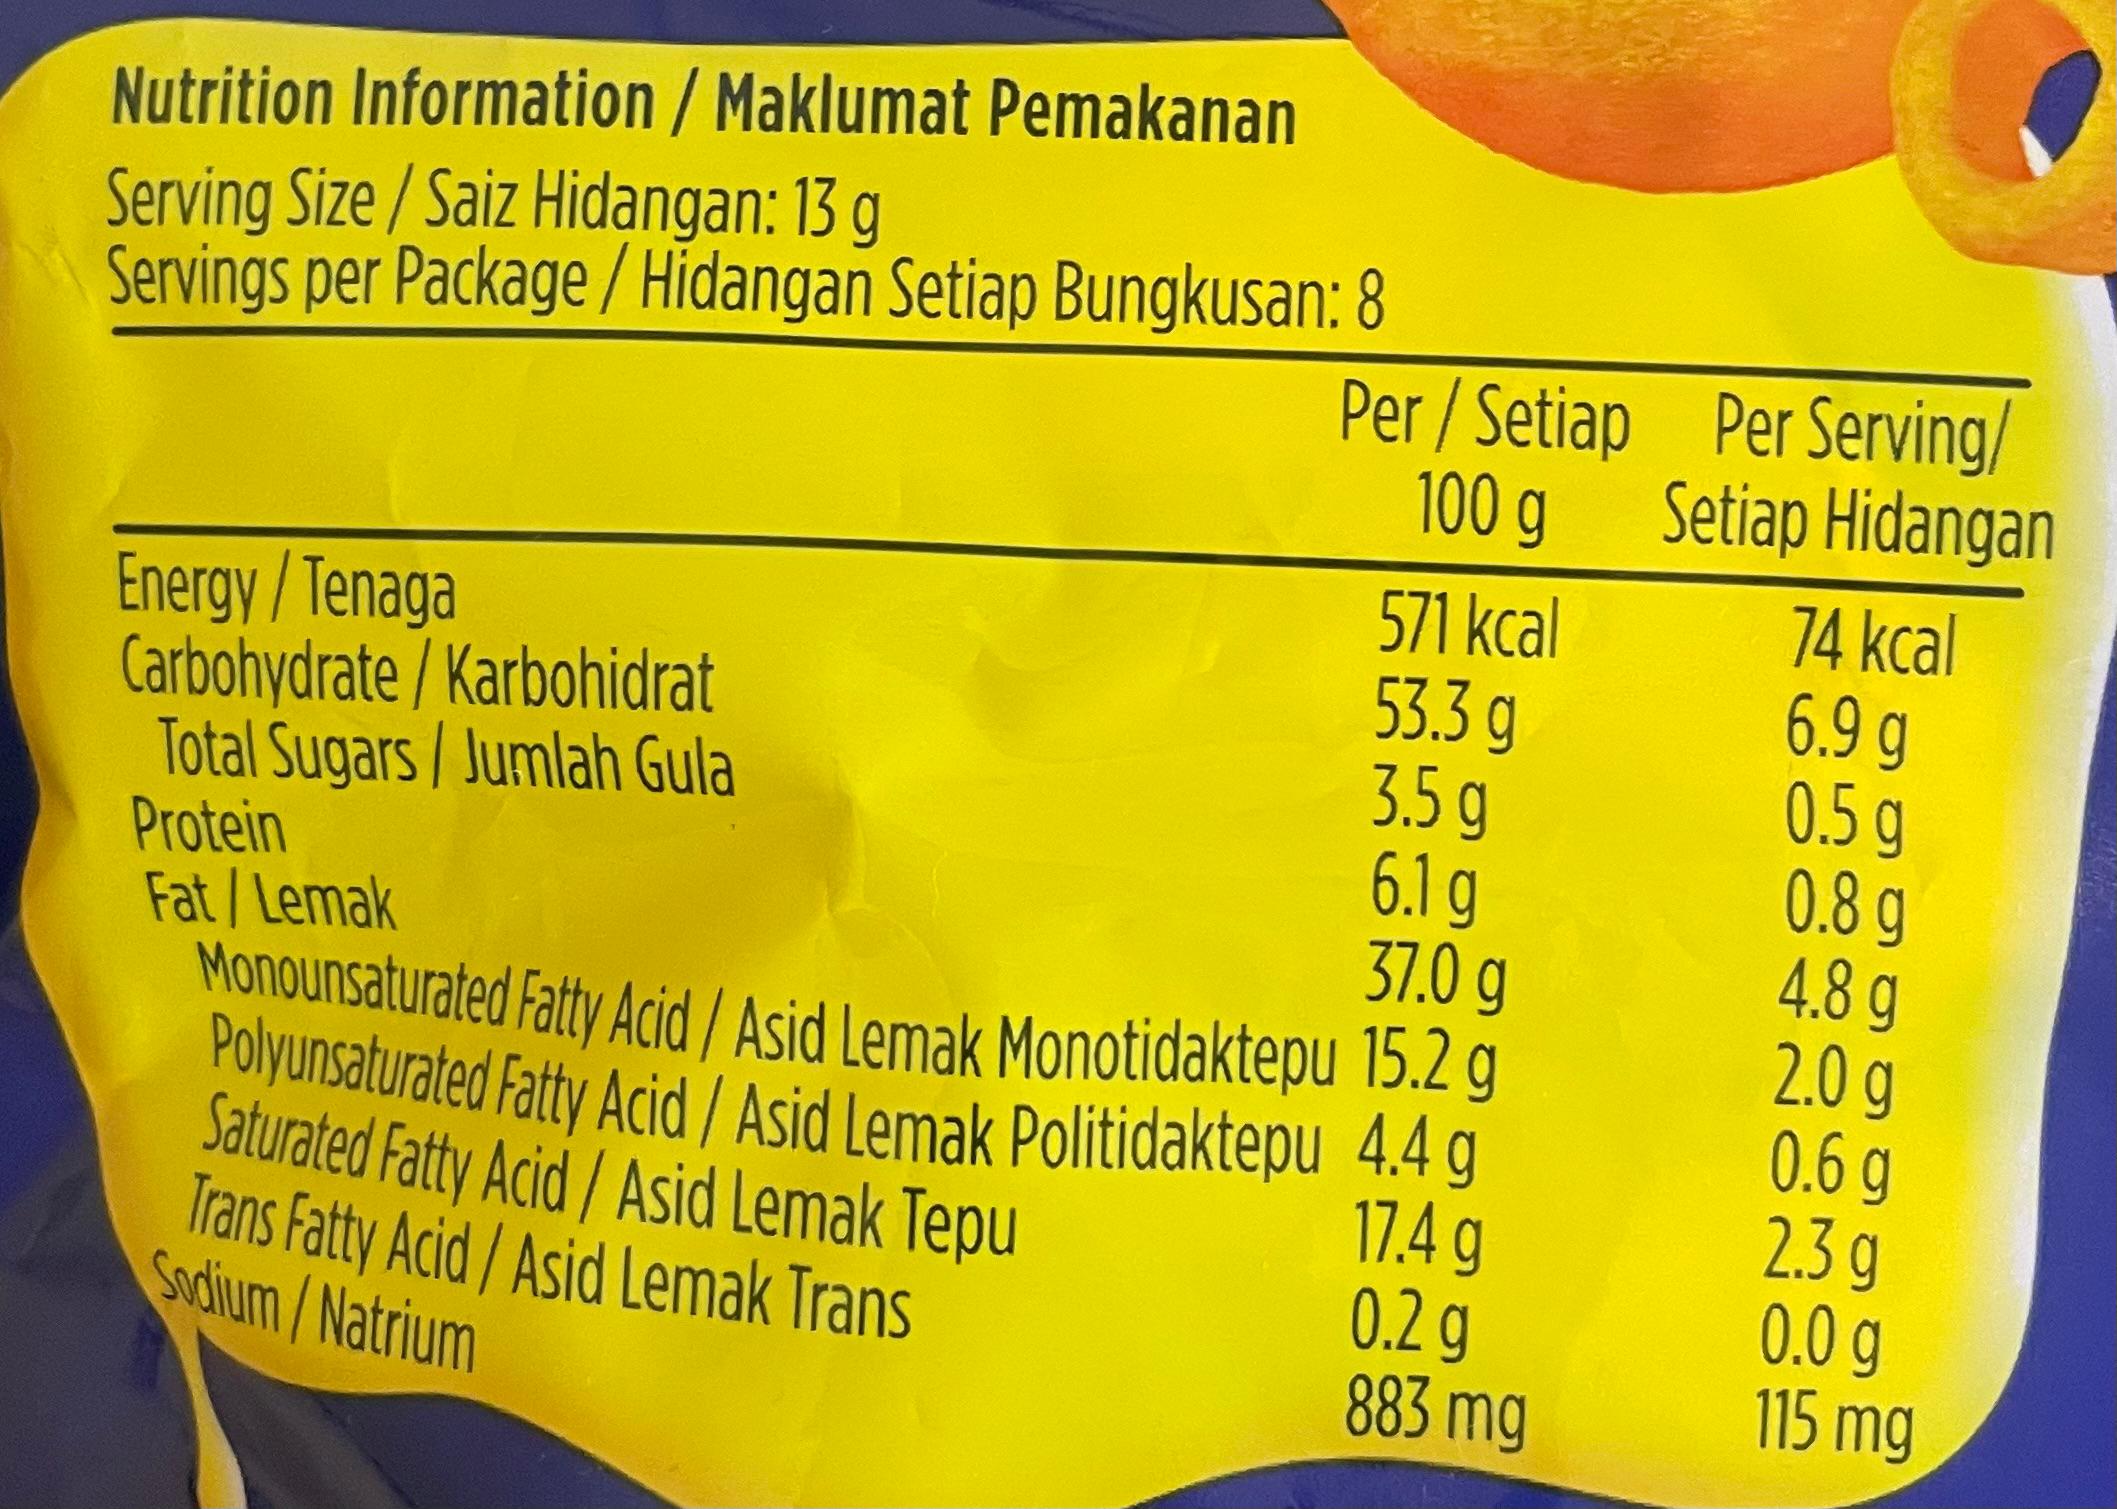 Nutrition Information / Maklumat Pemakanan
Serving Size / Saiz Hidangan: 13 g
Servings per Package / Hidangan Setiap Bungkusan: 8
Per / Setiap Per Serving/
100 g Setiap Hidangan
Energy / Tenaga 571 kcal 74 kcal
Carbohydrate / Karbohidrat 53.3 g 6.9 g
Total Sugars / Jumlah Gula 3.5 g 0.5 g
Protein 6.1 g 0.8 g
Fat / Lemak 37.0 g 4.8 g
Monounsaturated Fatty Acid / Asid Lemak Monotidaktepu 15.2 g 2.0 g
Polyunsaturated Fatty Acid / Asid Lemak Politidaktepu 4.4 g 0.6 g
Saturated Fatty Acid / Asid Lemak Tepu 17.4 g 2.3 g
Trans Fatty Acid / Asid Lemak Trans 0.2 g 0.0 g
Sodium / Natrium 883 mg 115 mg